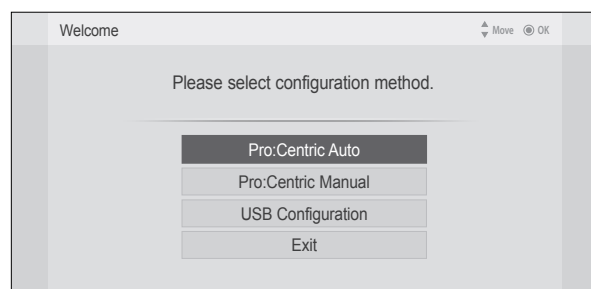 Welcome
Move OK
Please select configuration method.
Pro:Centric Auto
Pro:Centric Manual
USB Configuration
Exit